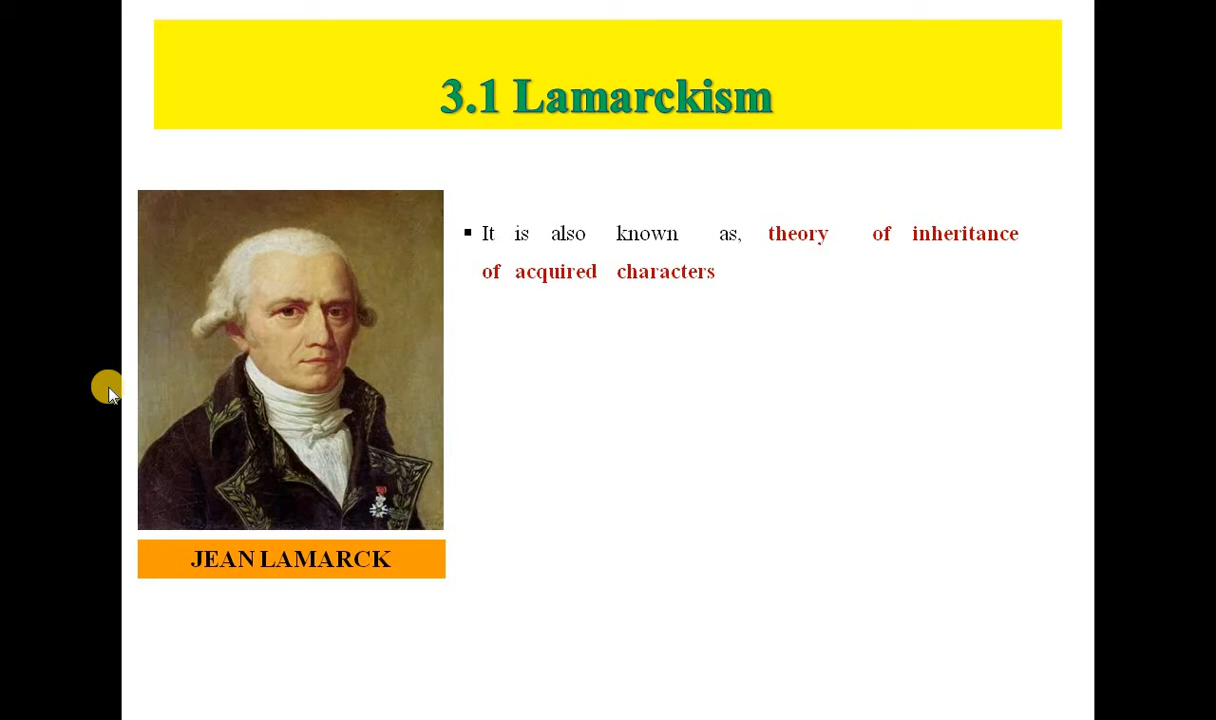 3.1 Lamarckism
▪ It is also known as, theory of inheritance
of acquired characters
JEAN LAMARCK